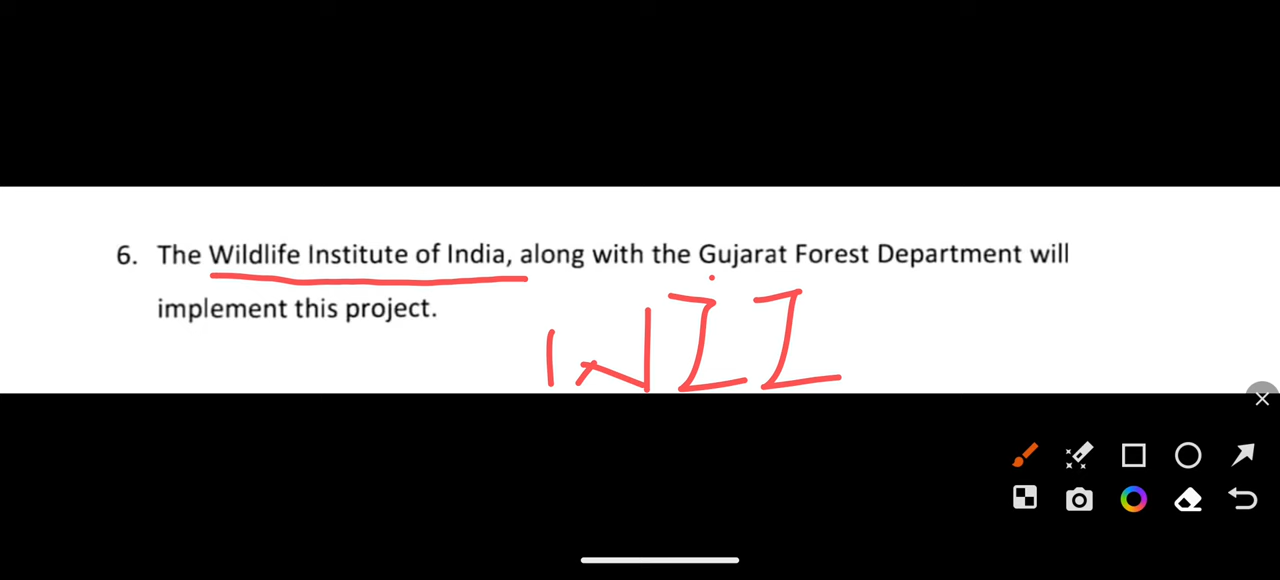 6. The Wildlife Institute of India, along with the Gujarat Forest Department will
implement this project.
WII